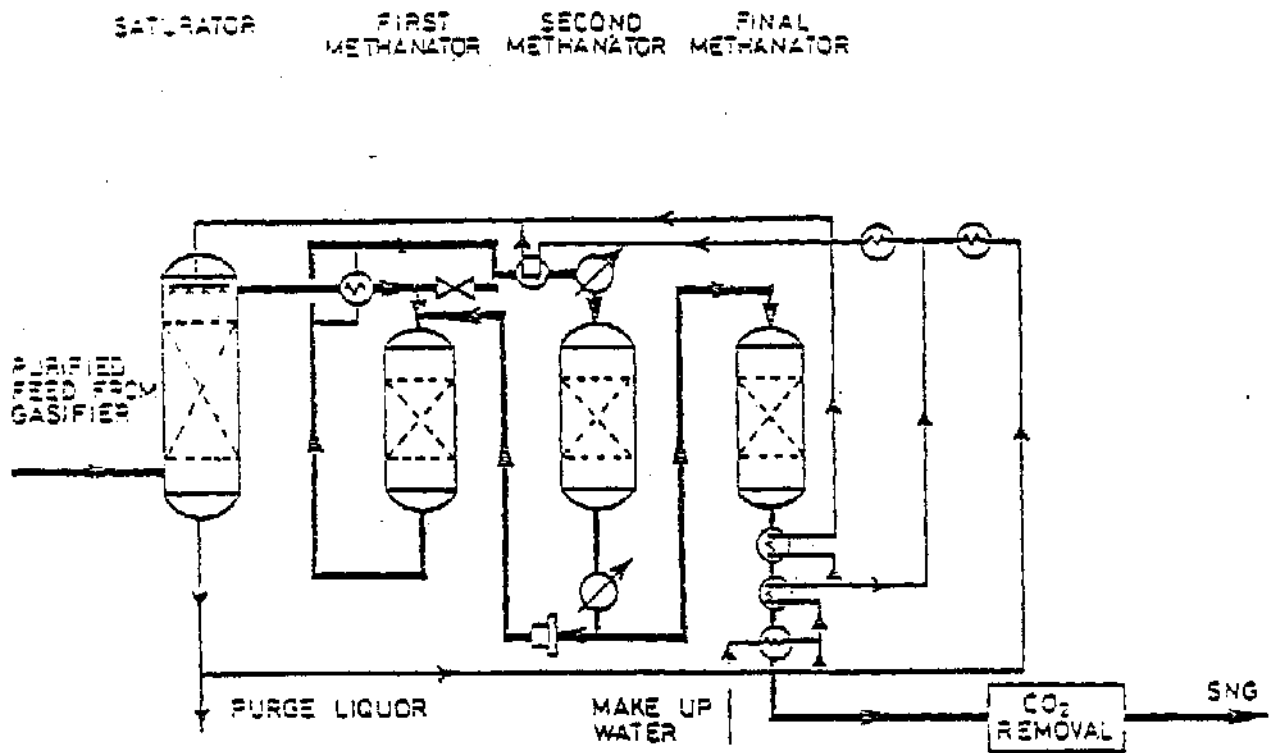 SATURATOR
FIRST
METHANATOR
SECOND
METHANATOR
FINAL
METHANATOR
PURIFIED
FEED FROM
GASIFIER
PURGE LIQUOR
MAKE UP
WATER
CO₂
REMOVAL
SNG